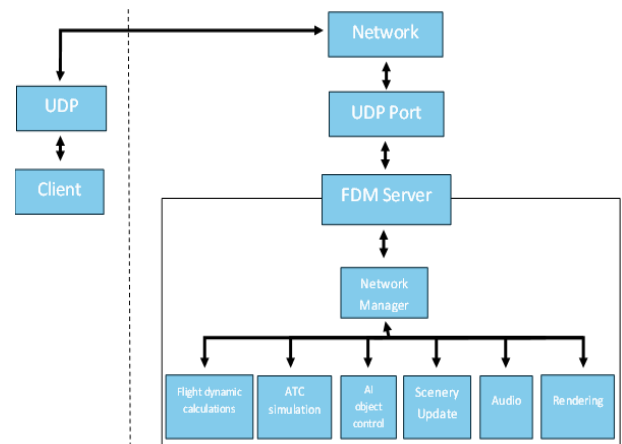 Network
UDP
UDP Port
Client
FDM Server
Network
Manager
Flight dynamic
calculations
ATC
simulation
AI
object
control
Scenery
Update
Audio
Rendering